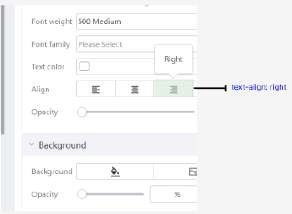 Font weight 500 Medium
Font family Please Select
Right
Text color
Align
text-align: right
Opacity
Background
Background
Opacity %